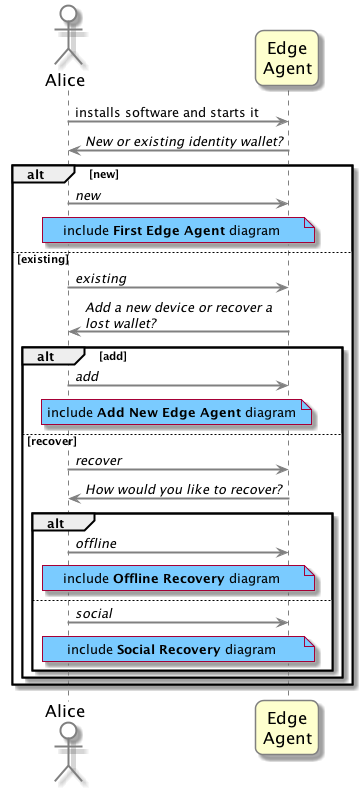 Alice
Edge
Agent
installs software and starts it
New or existing identity wallet?
alt [new]
new
include First Edge Agent diagram
[existing]
existing
Add a new device or recover a
lost wallet?
alt [add]
add
include Add New Edge Agent diagram
[recover]
recover
How would you like to recover?
alt
offline
include Offline Recovery diagram
social
include Social Recovery diagram
Alice
Edge
Agent